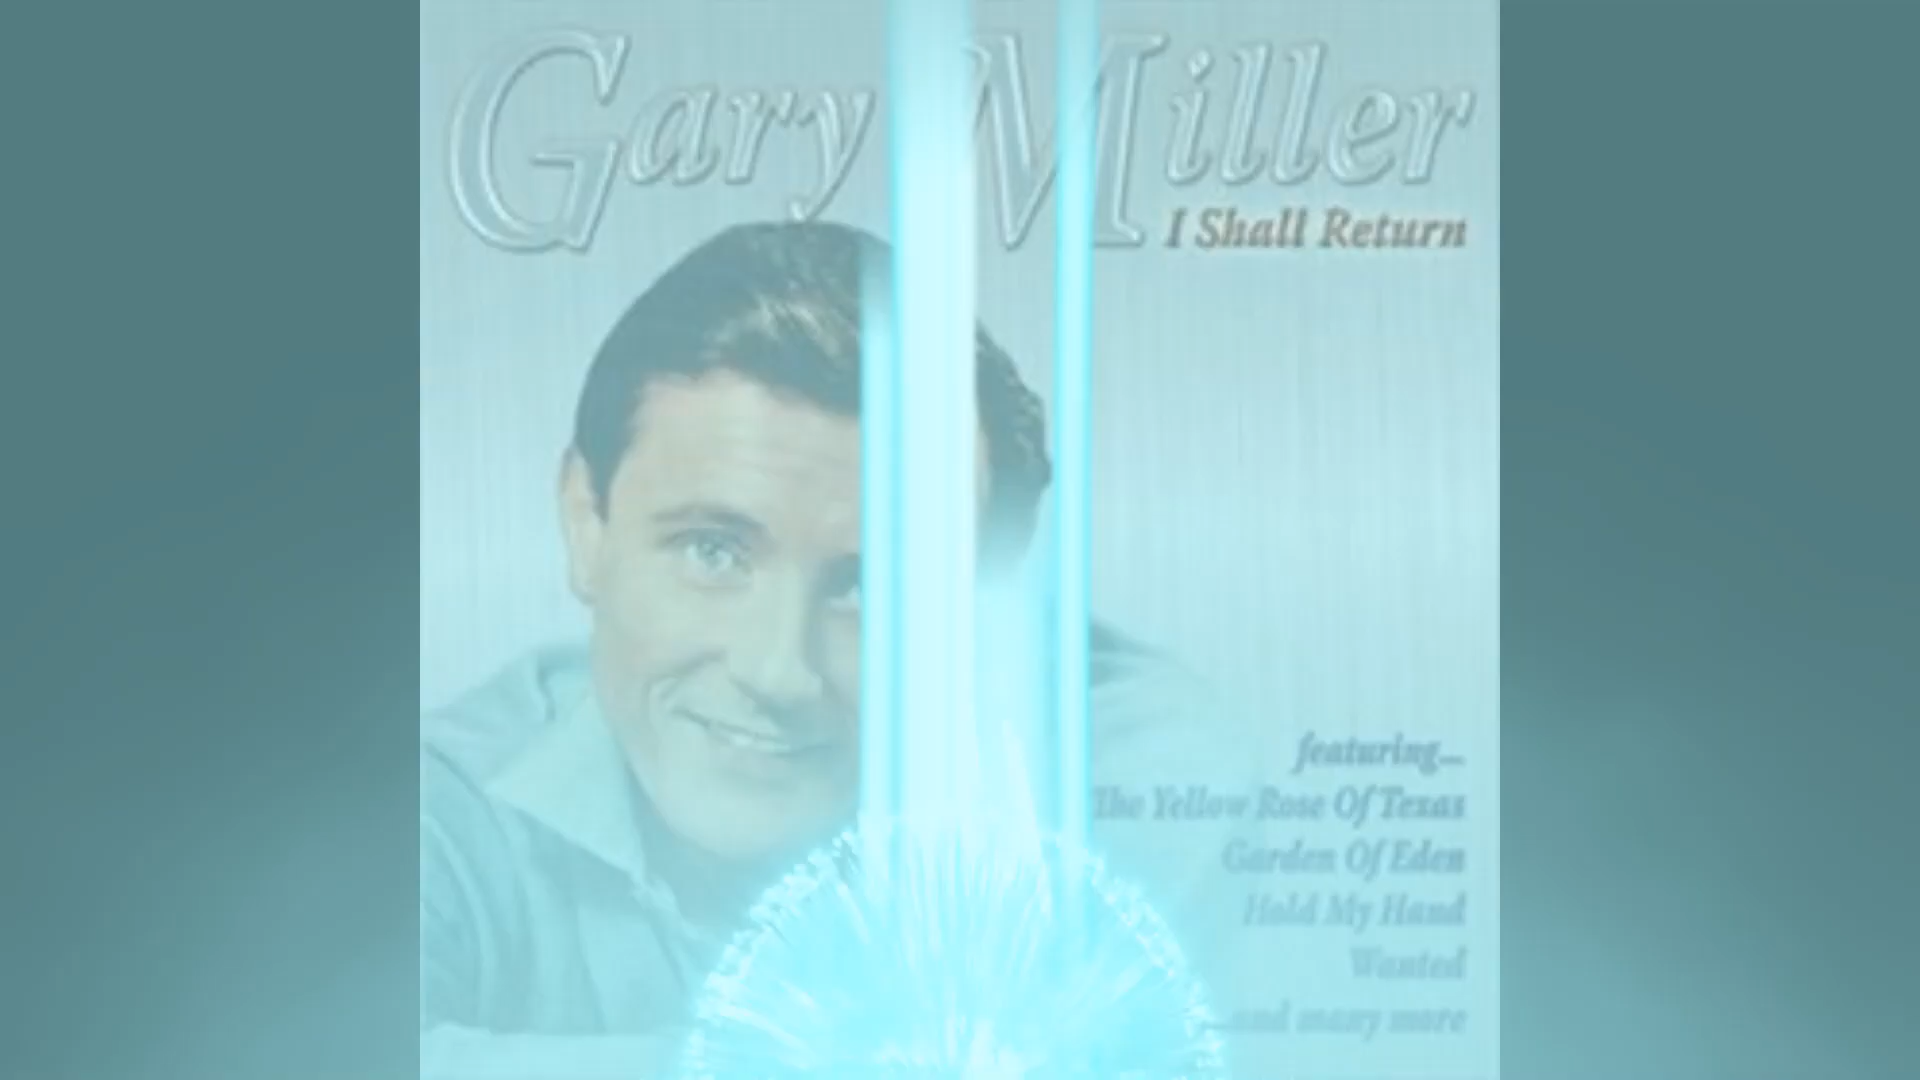 Gary Miller
I Shall Return
featuring...
The Yellow Rose Of Texas
Garden Of Eden
Hold My Hand
Wanted
...and many more